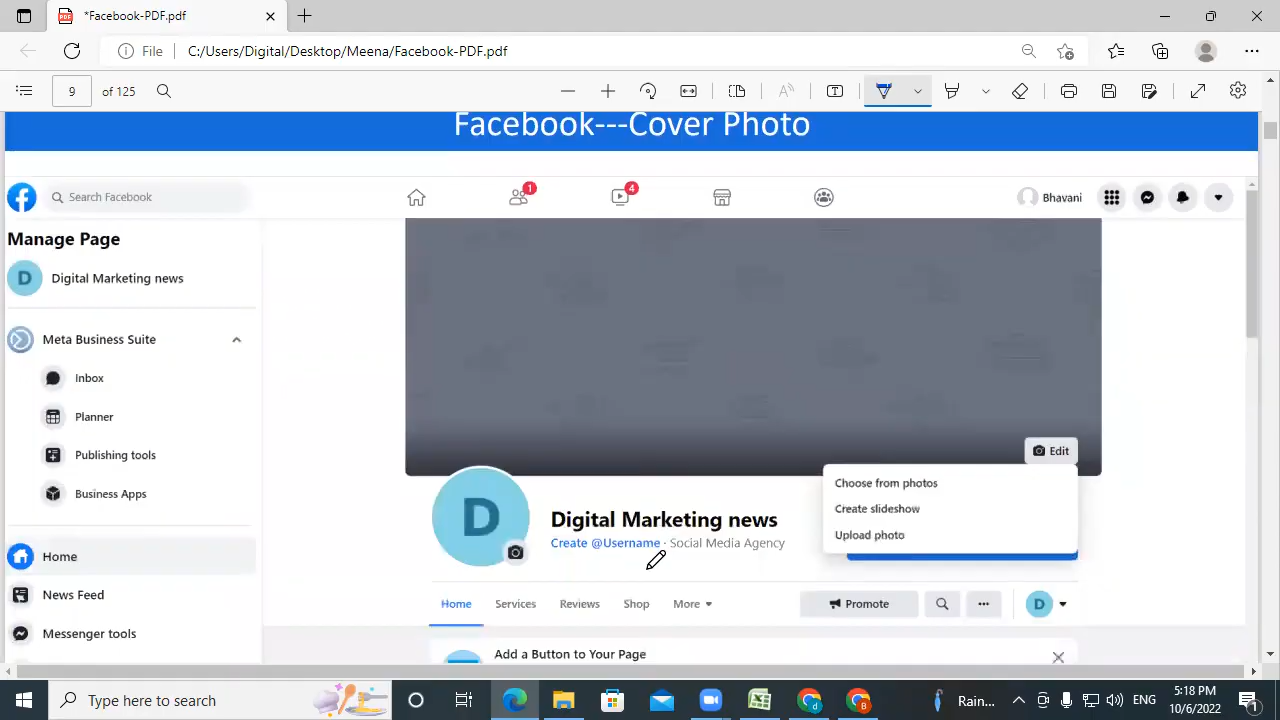 *Facebook-PDF.pdf
File
C:/Users/Digital/Desktop/Meena/Facebook-PDF.pdf
9 of 125
Facebook---Cover Photo
Search Facebook
1
4
Bhavani
Manage Page
D
Digital Marketing news
Meta Business Suite
Inbox
Planner
Publishing tools
Business Apps
Home
News Feed
Messenger tools
Edit
Choose from photos
Create slideshow
Upload photo
D
Digital Marketing news
Create @Username · Social Media Agency
Home Services Reviews Shop More
Promote
D
Add a Button to Your Page
Type here to search
Rain...
ENG
5:18 PM
10/6/2022
1